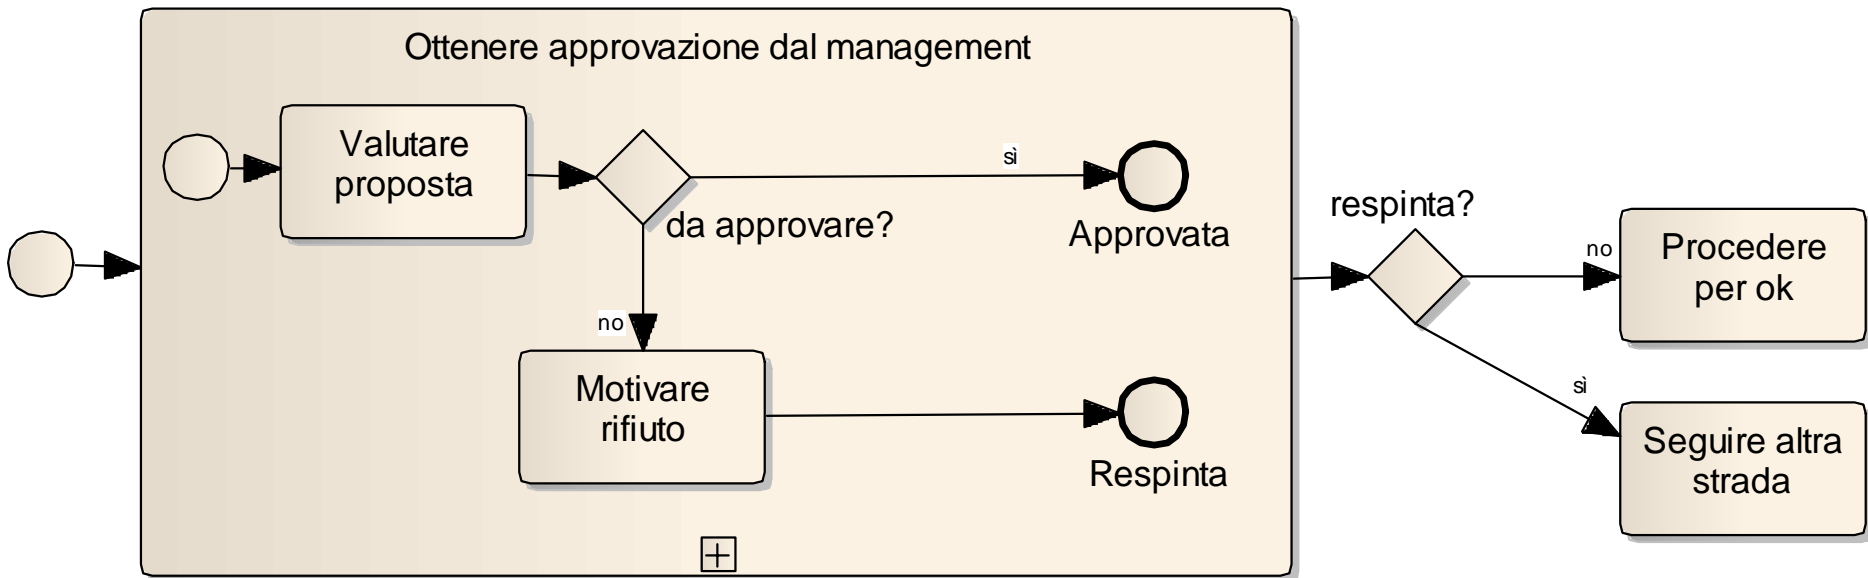 Ottenere approvazione dal management
Valutare
proposta
sì
da approvare?
Approvata
no
Motivare
rifiuto
Respinta
respinta?
no
Procedere
per ok
sì
Seguire altra
strada